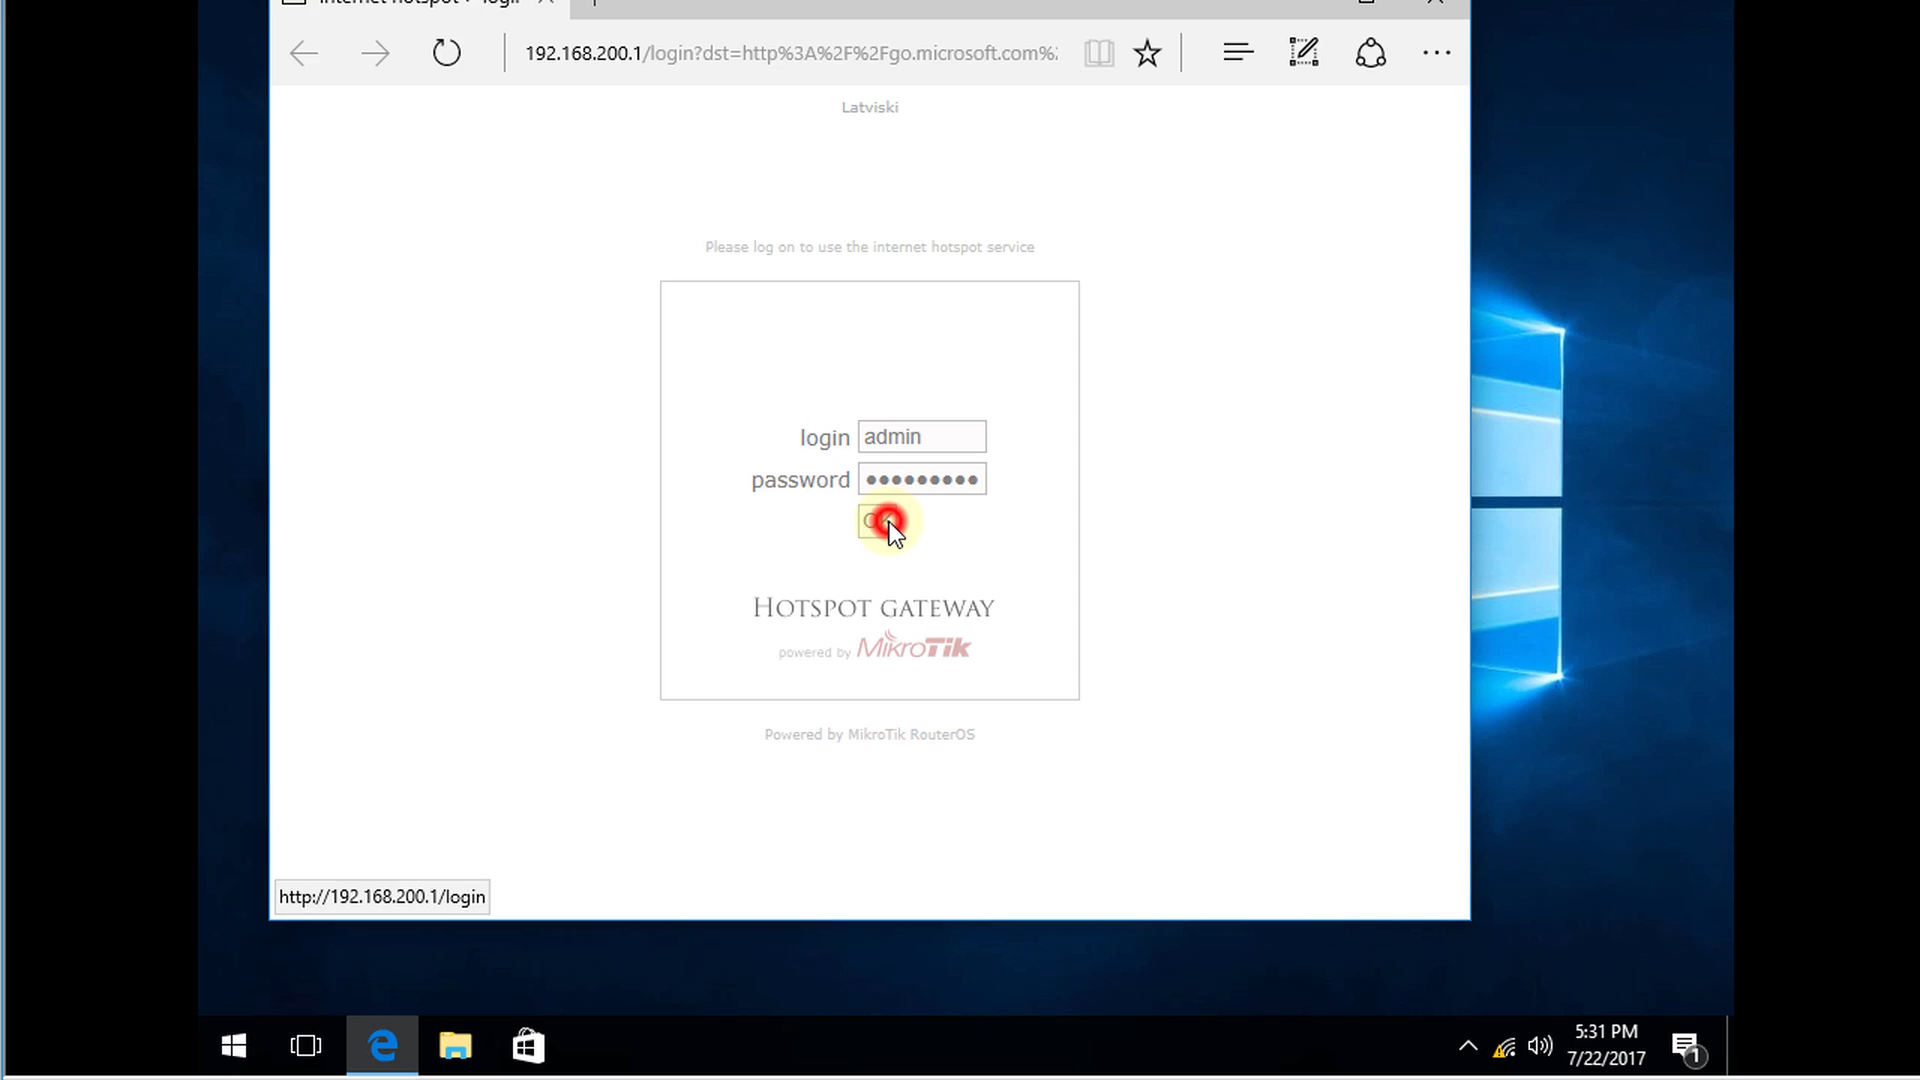 192.168.200.1/login?dst=http%3A%2F%2Fgo.microsoft.com%
Latviski
Please log on to use the internet hotspot service
login admin
password
HOTSPOT GATEWAY
powered by MikroTik
Powered by MikroTik RouterOS
http://192.168.200.1/login
5:31 PM
7/22/2017
1